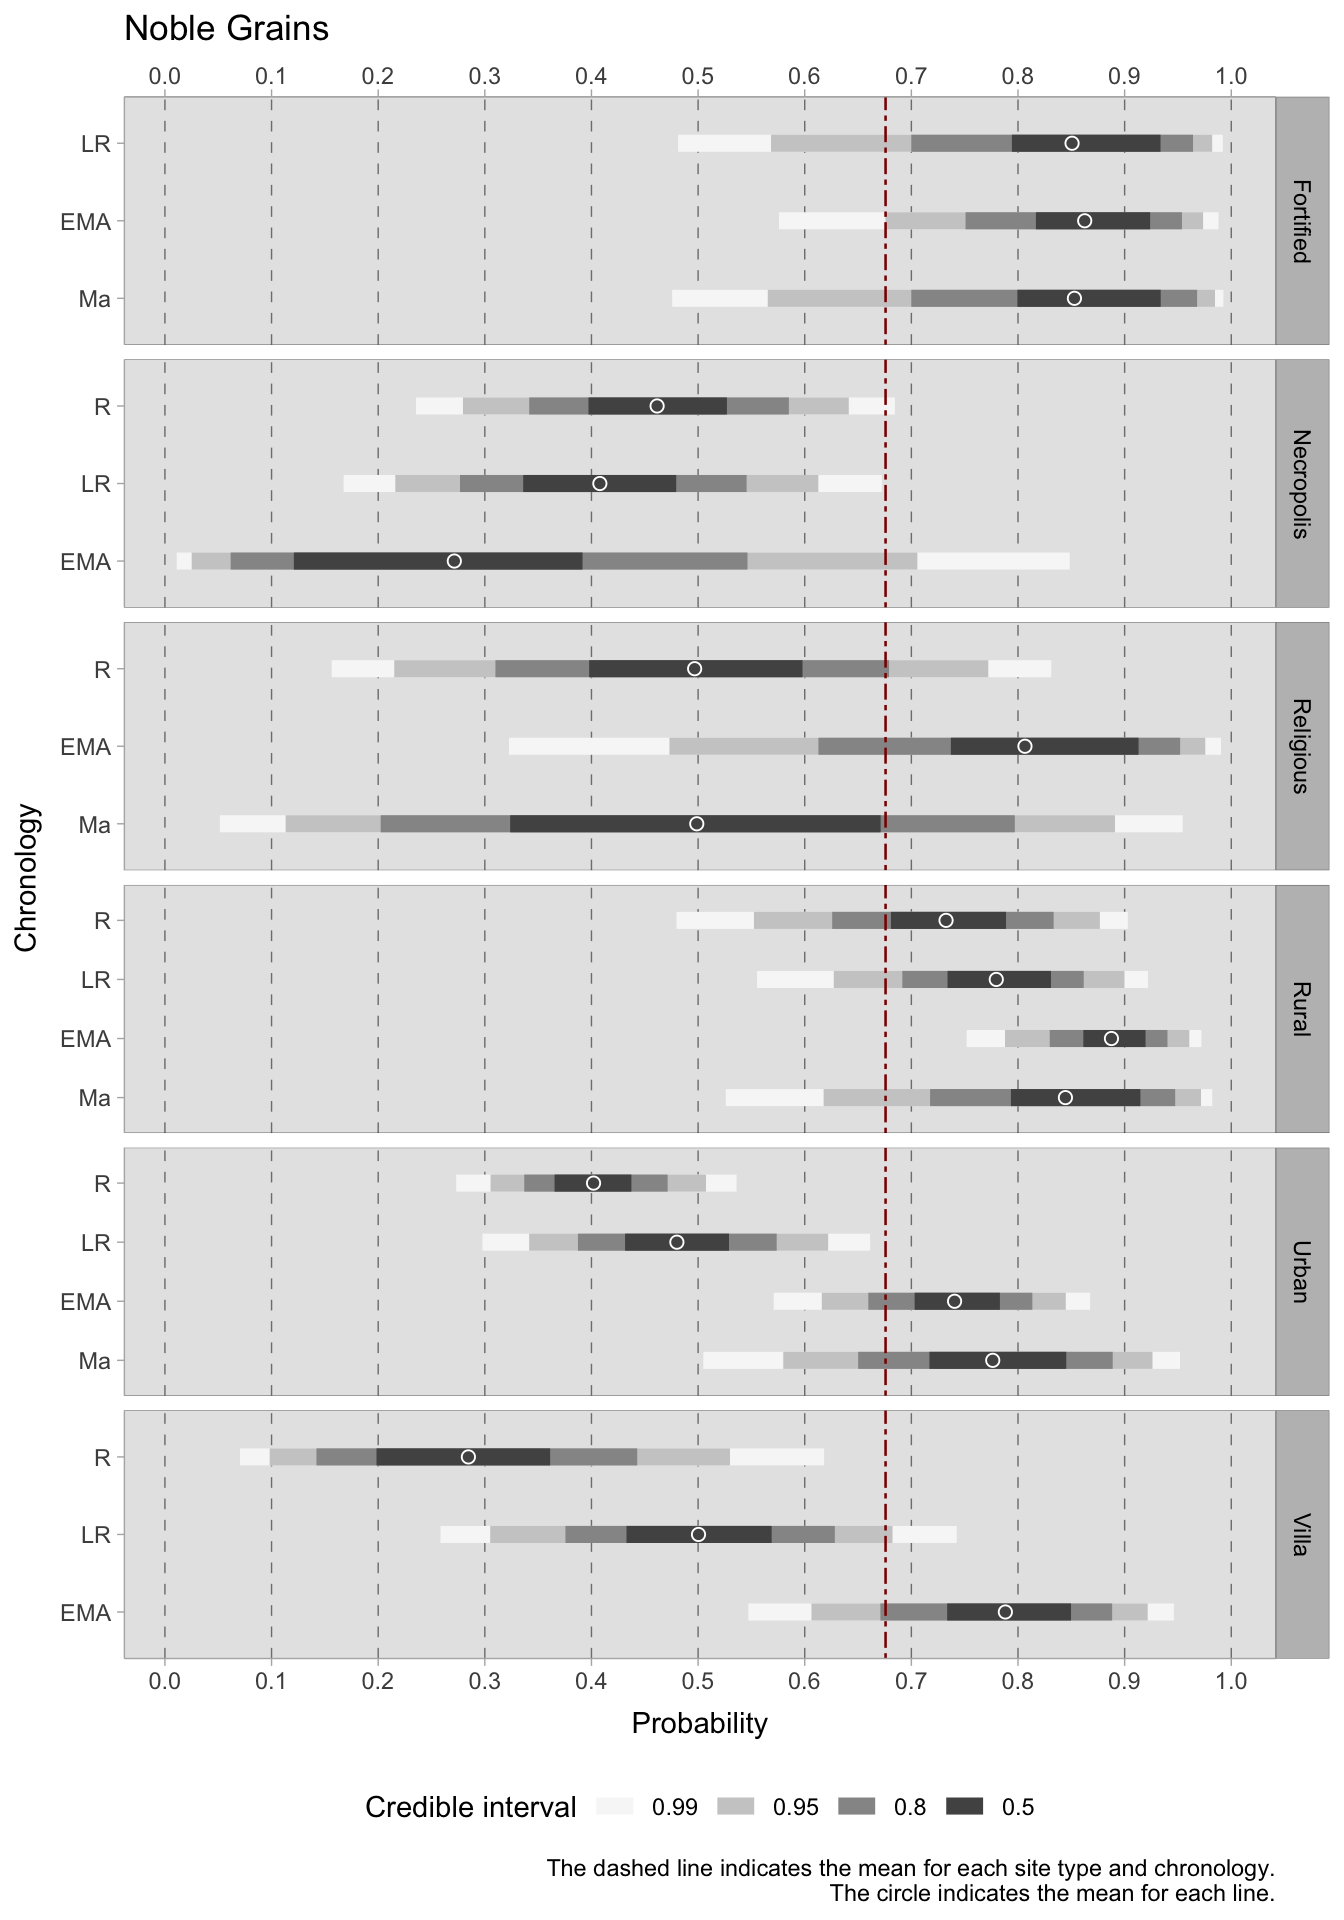 Noble Grains
0.0 0.1 0.2 0.3 0.4 0.5 0.6 0.7 0.8 0.9 1.0
LR
EMA
Ma
Fortified
R
LR
EMA
Necropolis
R
EMA
Ma
Religious
Chronology
R
LR
EMA
Ma
Rural
R
LR
EMA
Ma
Urban
R
LR
EMA
Villa
0.0 0.1 0.2 0.3 0.4 0.5 0.6 0.7 0.8 0.9 1.0
Probability
Credible interval 0.99 0.95 0.8 0.5
The dashed line indicates the mean for each site type and chronology.
The circle indicates the mean for each line.